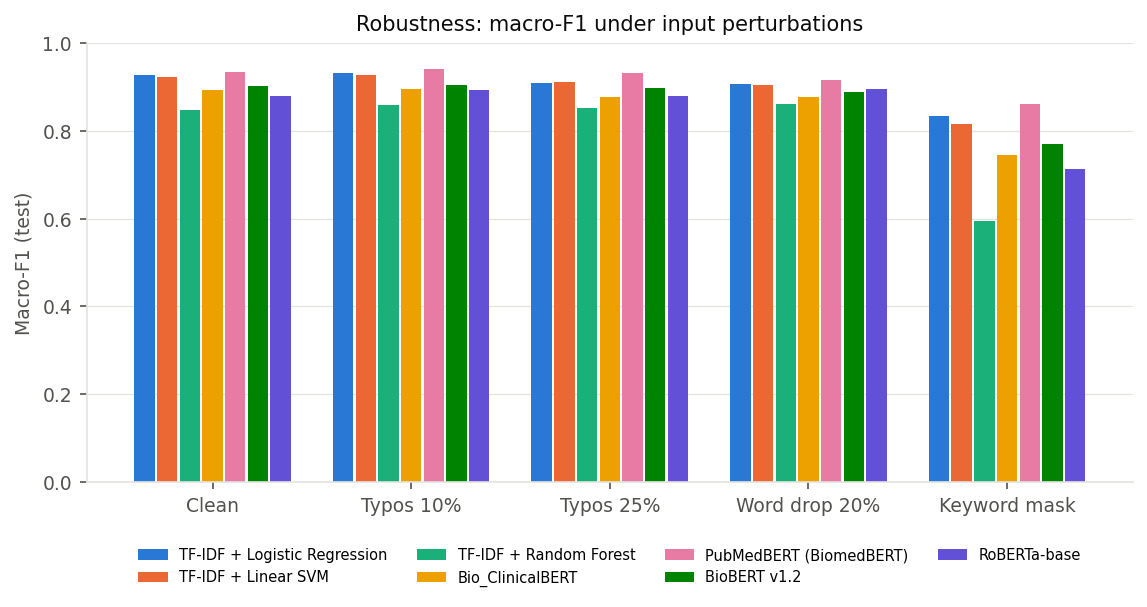 Robustness: macro-F1 under input perturbations
1.0
0.8
0.6
0.4
0.2
0.0
Macro-F1 (test)
Clean
Typos 10%
Typos 25%
Word drop 20%
Keyword mask
TF-IDF + Logistic Regression
TF-IDF + Linear SVM
TF-IDF + Random Forest
Bio_ClinicalBERT
PubMedBERT (BiomedBERT)
BioBERT v1.2
RoBERTa-base